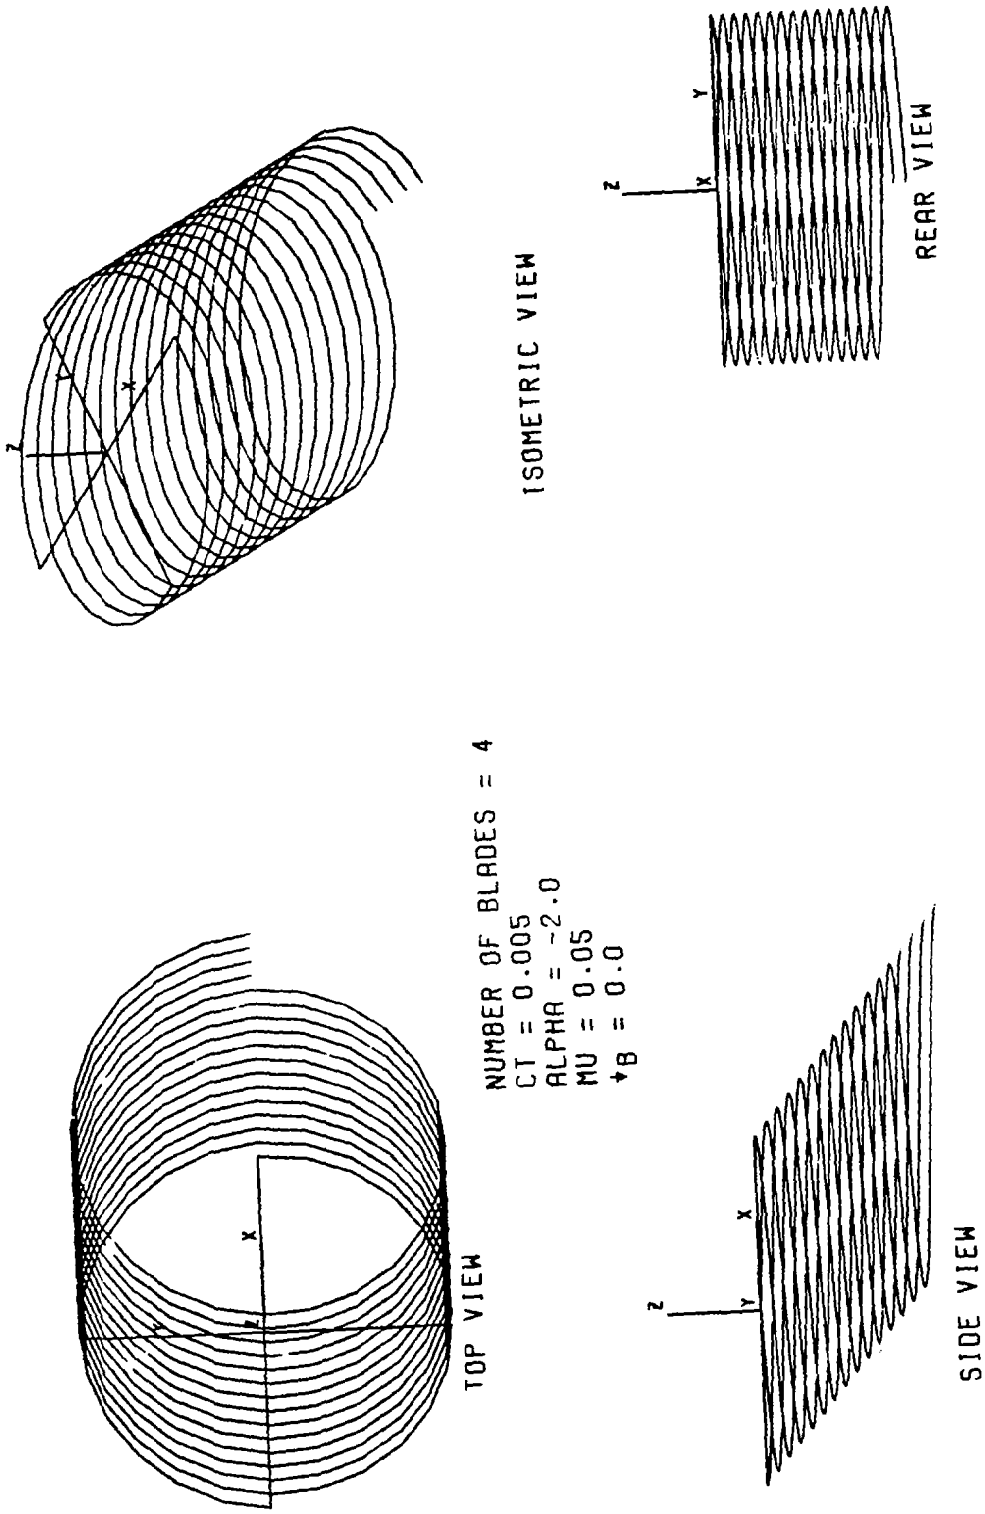 Z
Y
X
ISOMETRIC VIEW
Z
X
Y
REAR VIEW
Y
Z
X
TOP VIEW
NUMBER OF BLADES = 4
CT = 0.005
ALPHA = -2.0
MU = 0.05
B = 0.0
Z
Y
X
SIDE VIEW